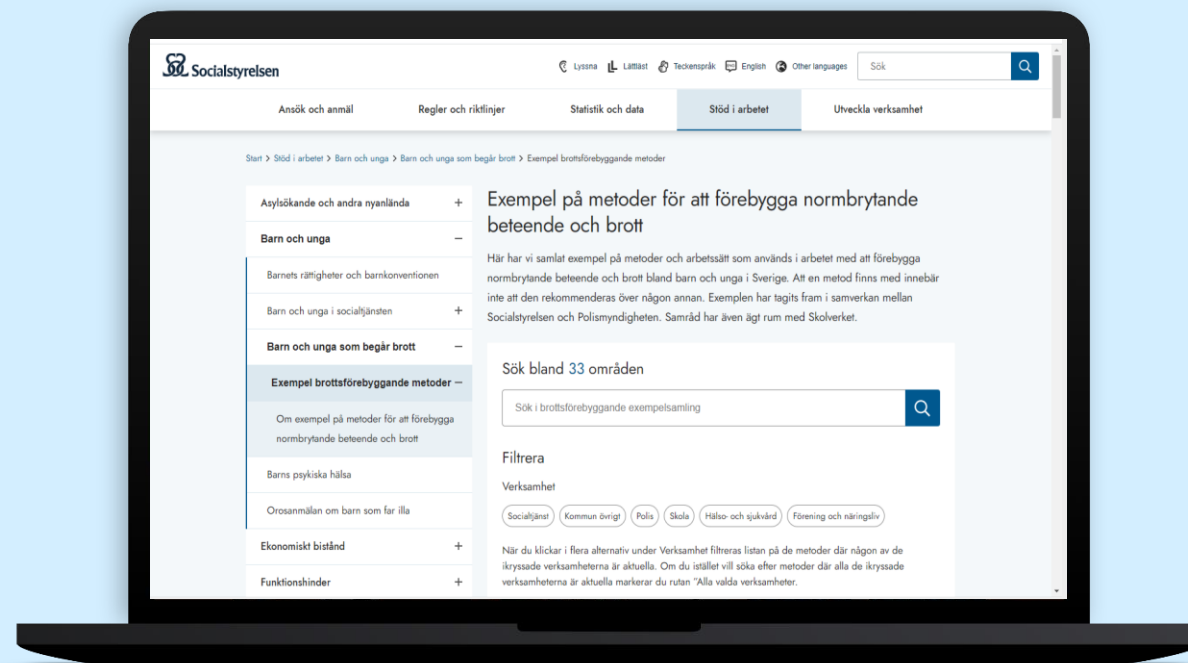 Socialstyrelsen
Lyssna Lättläst Teckenspråk English Other languages Sök
Ansök och anmäl Regler och riktlinjer Statistik och data Stöd i arbetet Utveckla verksamhet
Start > Stöd i arbetet > Barn och unga > Barn och unga som begår brott > Exempel brottsförebyggande metoder
Asylsökande och andra nyanlända +
Barn och unga –
Barnets rättigheter och barnkonventionen
Barn och unga i socialtjänsten +
Barn och unga som begår brott –
Exempel brottsförebyggande metoder –
Om exempel på metoder för att förebygga
normbrytande beteende och brott
Barns psykiska hälsa
Orosanmälan om barn som far illa
Ekonomiskt bistånd +
Funktionshinder +
Exempel på metoder för att förebygga normbrytande
beteende och brott
Här har vi samlat exempel på metoder och arbetssätt som används i arbetet med att förebygga
normbrytande beteende och brott bland barn och unga i Sverige. Att en metod finns med innebär
inte att den rekommenderas över någon annan. Exemplen har tagits fram i samverkan mellan
Socialstyrelsen och Polismyndigheten. Samråd har även ägt rum med Skolverket.
Sök bland 33 områden
Sök i brottsförebyggande exempelsamling
Filtrera
Verksamhet
Socialtjänst Kommun övrigt Polis Skola Hälso- och sjukvård Förening och näringsliv
När du klickar i flera alternativ under Verksamhet filtreras listan på de metoder där någon av de
ikryssade verksamheterna är aktuella. Om du istället vill söka efter metoder där alla de ikryssade
verksamheterna är aktuella markerar du rutan "Alla valda verksamheter.